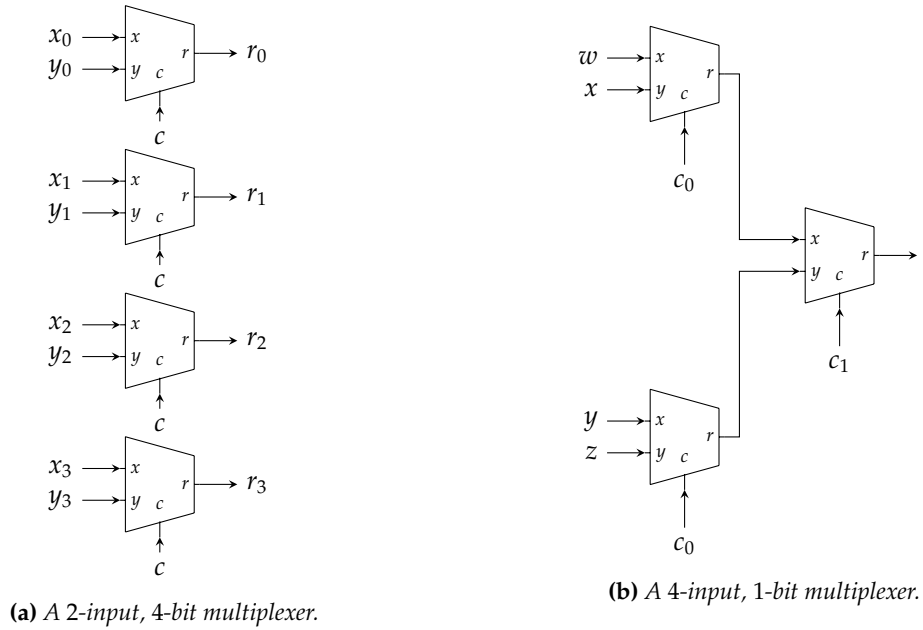 x0 x r r0
y0 y c
c
x1 x r r1
y1 y c
c
x2 x r r2
y2 y c
c
x3 x r r3
y3 y c
c
(a) A 2-input, 4-bit multiplexer.
w x r
x y c
c0
x r
y c
c1
y x r
z y c
c0
(b) A 4-input, 1-bit multiplexer.